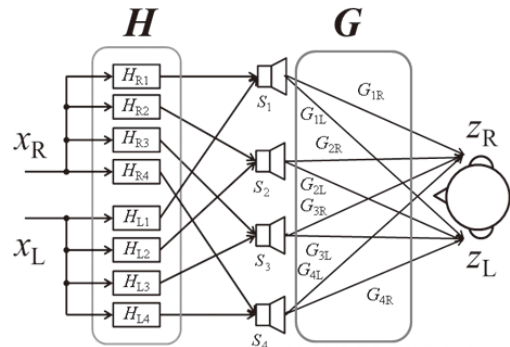 H
G
H_R1
H_R2
H_R3
H_R4
H_L1
H_L2
H_L3
H_L4
x_R
x_L
S_1
S_2
S_3
S_4
G_1R
G_1L
G_2R
G_2L
G_3R
G_3L
G_4L
G_4R
z_R
z_L